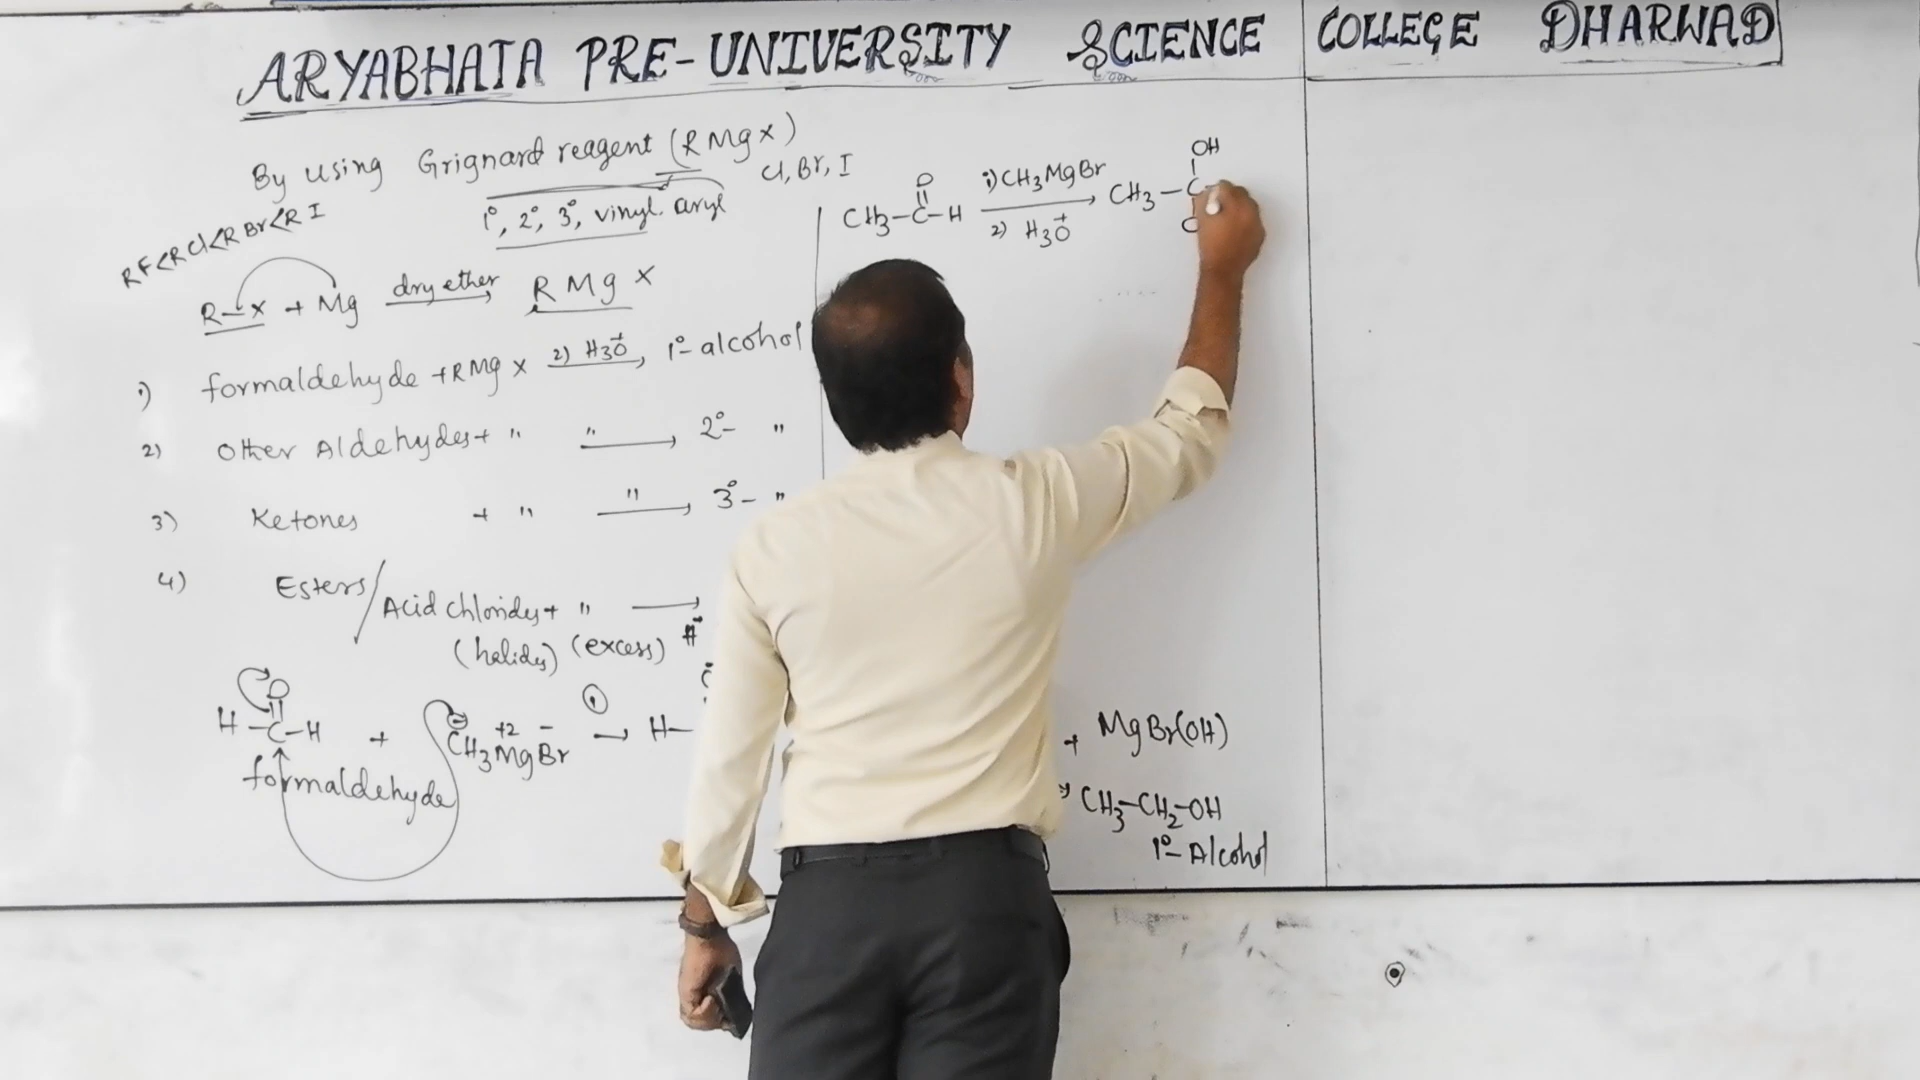 ARYABHATA PRE-UNIVERSITY SCIENCE COLLEGE DHARWAD
By using Grignard reagent (RMgX)
Cl, Br, I
1°, 2°, 3°, vinyl. aryl
RF<RCl<RBr<RI
R-X + Mg dry ether → RMgX
1) formaldehyde + RMgX 2) H3O+, 1°- alcohol
2) Other Aldehydes + " " → 2°- "
3) Ketones + " " → 3°- "
4) Esters/Acid chlorides + " →
(halides) (excess) H+
O
H-C-H + CH3MgBr → H-
⊖ +2 - ①
formaldehyde
O
CH3-C-H 1) CH3MgBr → CH3-C-
2) H3O+
OH
+ MgBr(OH)
CH3-CH2-OH
1°- Alcohol